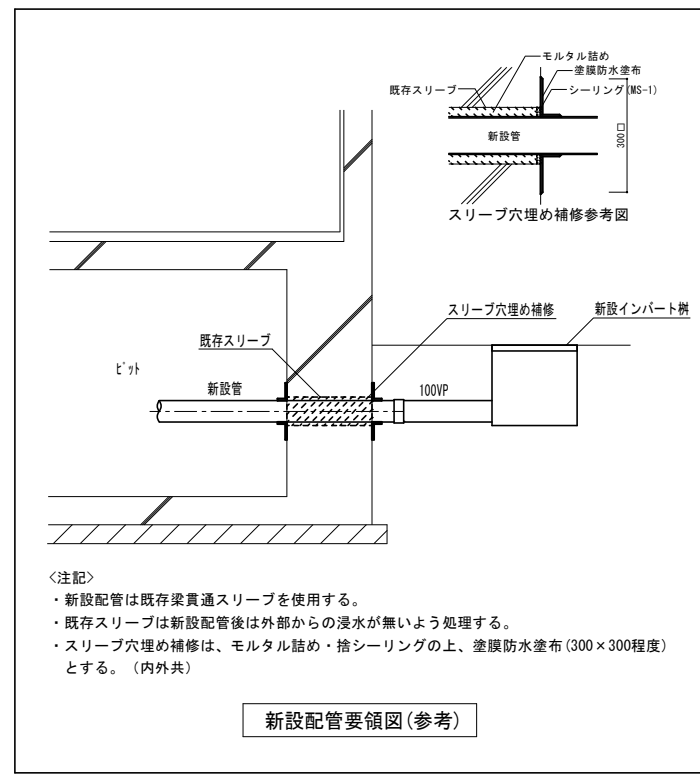 モルタル詰め
塗膜防水塗布
既存スリーブ
シーリング(MS-1)
新設管
300□
スリーブ穴埋め補修参考図
スリーブ穴埋め補修
新設インバート桝
既存スリーブ
ﾋﾟｯﾄ
新設管
100VP
<注記>
・新設配管は既存梁貫通スリーブを使用する。
・既存スリーブは新設配管後は外部からの浸水が無いよう処理する。
・スリーブ穴埋め補修は、モルタル詰め・捨シーリングの上、塗膜防水塗布(300×300程度)
とする。（内外共）
新設配管要領図(参考)